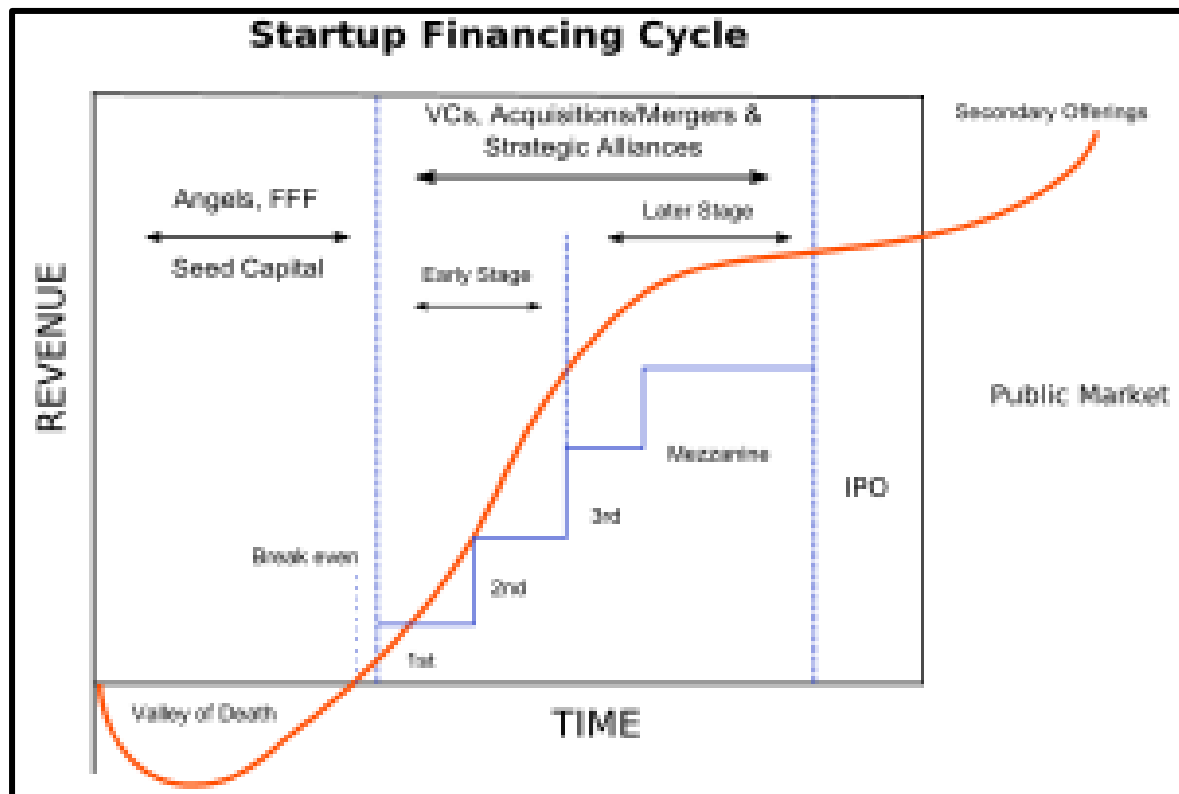 Startup Financing Cycle
VCs, Acquisitions/Mergers &
Strategic Alliances
Secondary Offerings
Angels, FFF
Seed Capital
Later Stage
Early Stage
REVENUE
Public Market
Mezzanine
IPO
3rd
Break even
2nd
1st
Valley of Death
TIME